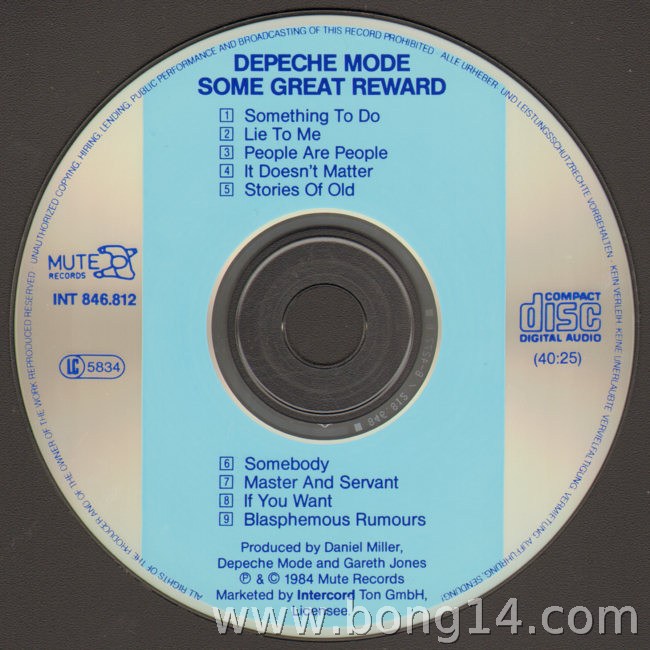 ALL RIGHTS OF THE PRODUCER AND OF THE OWNER OF THE WORK REPRODUCED RESERVED · UNAUTHORIZED COPYING, HIRING, LENDING, PUBLIC PERFORMANCE AND BROADCASTING OF THIS RECORD PROHIBITED · ALLE URHEBER- UND LEISTUNGSSCHUTZRECHTE VORBEHALTEN · KEIN VERLEIH, KEINE UNERLAUBTE VERVIELFÄLTIGUNG, VERMIETUNG, AUFFÜHRUNG, SENDUNG!
DEPECHE MODE
SOME GREAT REWARD
1 Something To Do
2 Lie To Me
3 People Are People
4 It Doesn't Matter
5 Stories Of Old
MUTE
RECORDS
INT 846.812
LC 5834
COMPACT
disc
DIGITAL AUDIO
(40:25)
6 Somebody
7 Master And Servant
8 If You Want
9 Blasphemous Rumours
Produced by Daniel Miller,
Depeche Mode and Gareth Jones
℗ & © 1984 Mute Records
Marketed by Intercord Ton GmbH,
Licensee
www.bong14.com